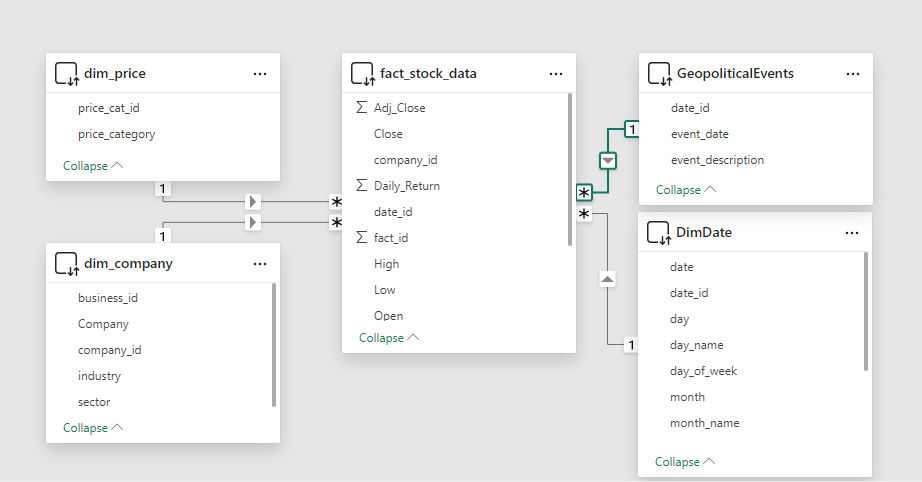 dim_price
price_cat_id
price_category
Collapse
fact_stock_data
Adj_Close
Close
company_id
Daily_Return
date_id
fact_id
High
Low
Open
Collapse
GeopoliticalEvents
date_id
event_date
event_description
Collapse
1
1
*
*
1
*
*
1
dim_company
business_id
Company
company_id
industry
sector
Collapse
DimDate
date
date_id
day
day_name
day_of_week
month
month_name
Collapse